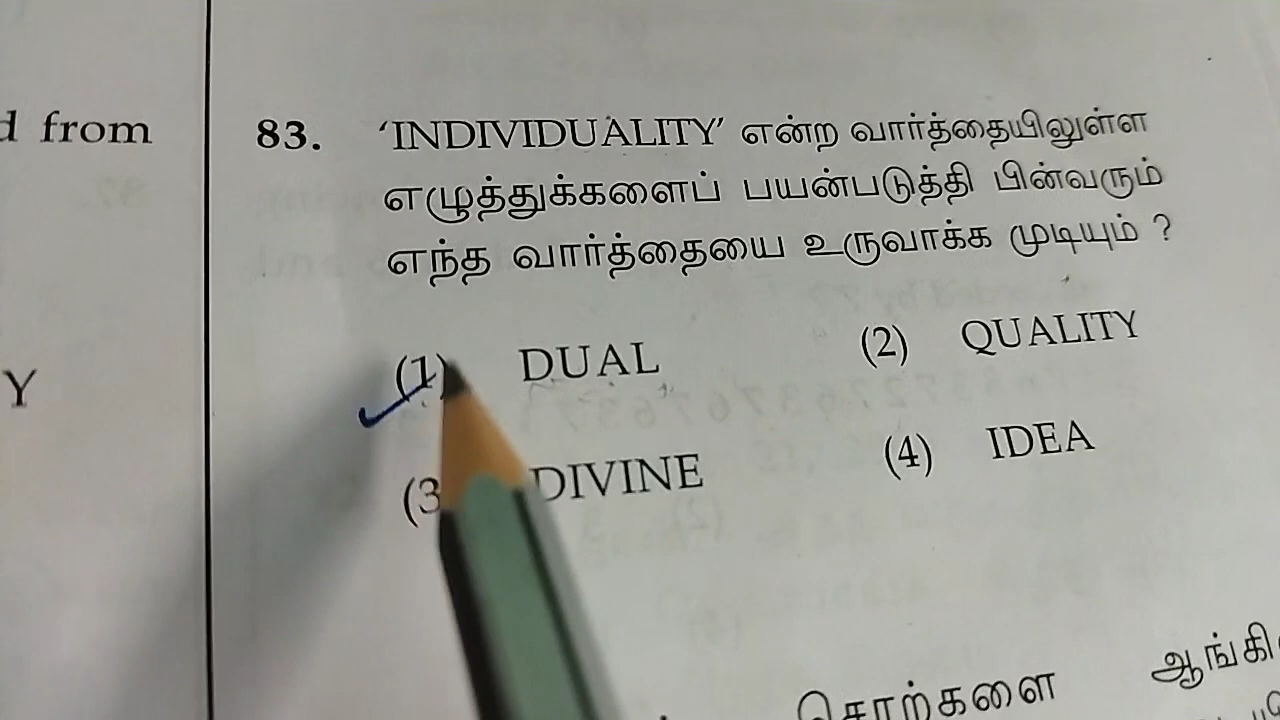 d from
Y
83. 'INDIVIDUALITY' என்ற வார்த்தையிலுள்ள
எழுத்துக்களைப் பயன்படுத்தி பின்வரும்
எந்த வார்த்தையை உருவாக்க முடியும் ?
(1) DUAL (2) QUALITY
(3 DIVINE (4) IDEA
சொற்களை ஆங்கி